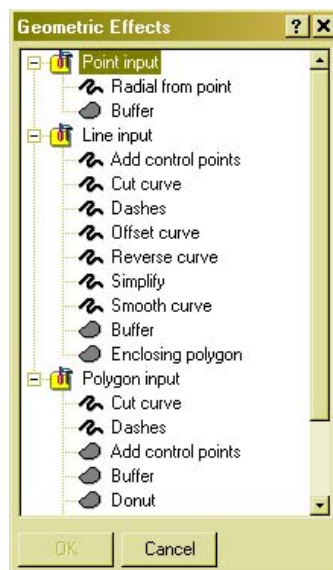 Geometric Effects
Point input
Radial from point
Buffer
Line input
Add control points
Cut curve
Dashes
Offset curve
Reverse curve
Simplify
Smooth curve
Buffer
Enclosing polygon
Polygon input
Cut curve
Dashes
Add control points
Buffer
Donut
OK Cancel